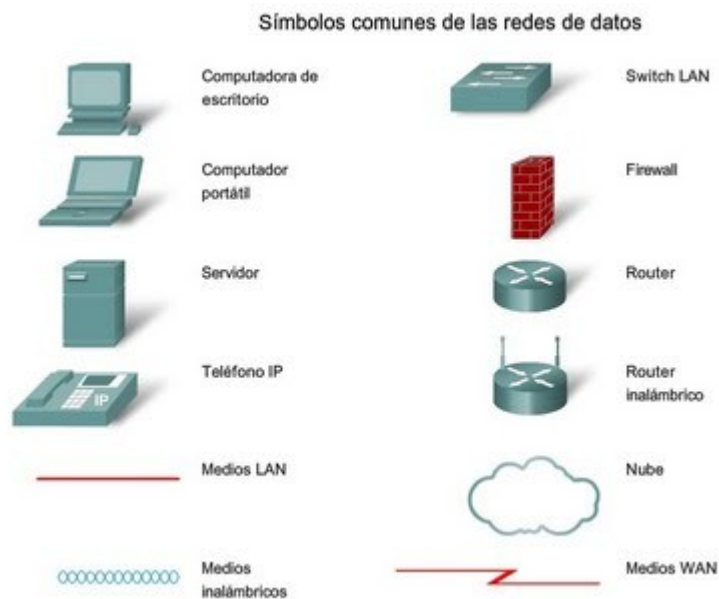 Símbolos comunes de las redes de datos
Computadora de
escritorio
Switch LAN
Computador
portátil
Firewall
Servidor
Router
Teléfono IP
IP
Router
inalámbrico
Medios LAN
Nube
Medios
inalámbricos
Medios WAN